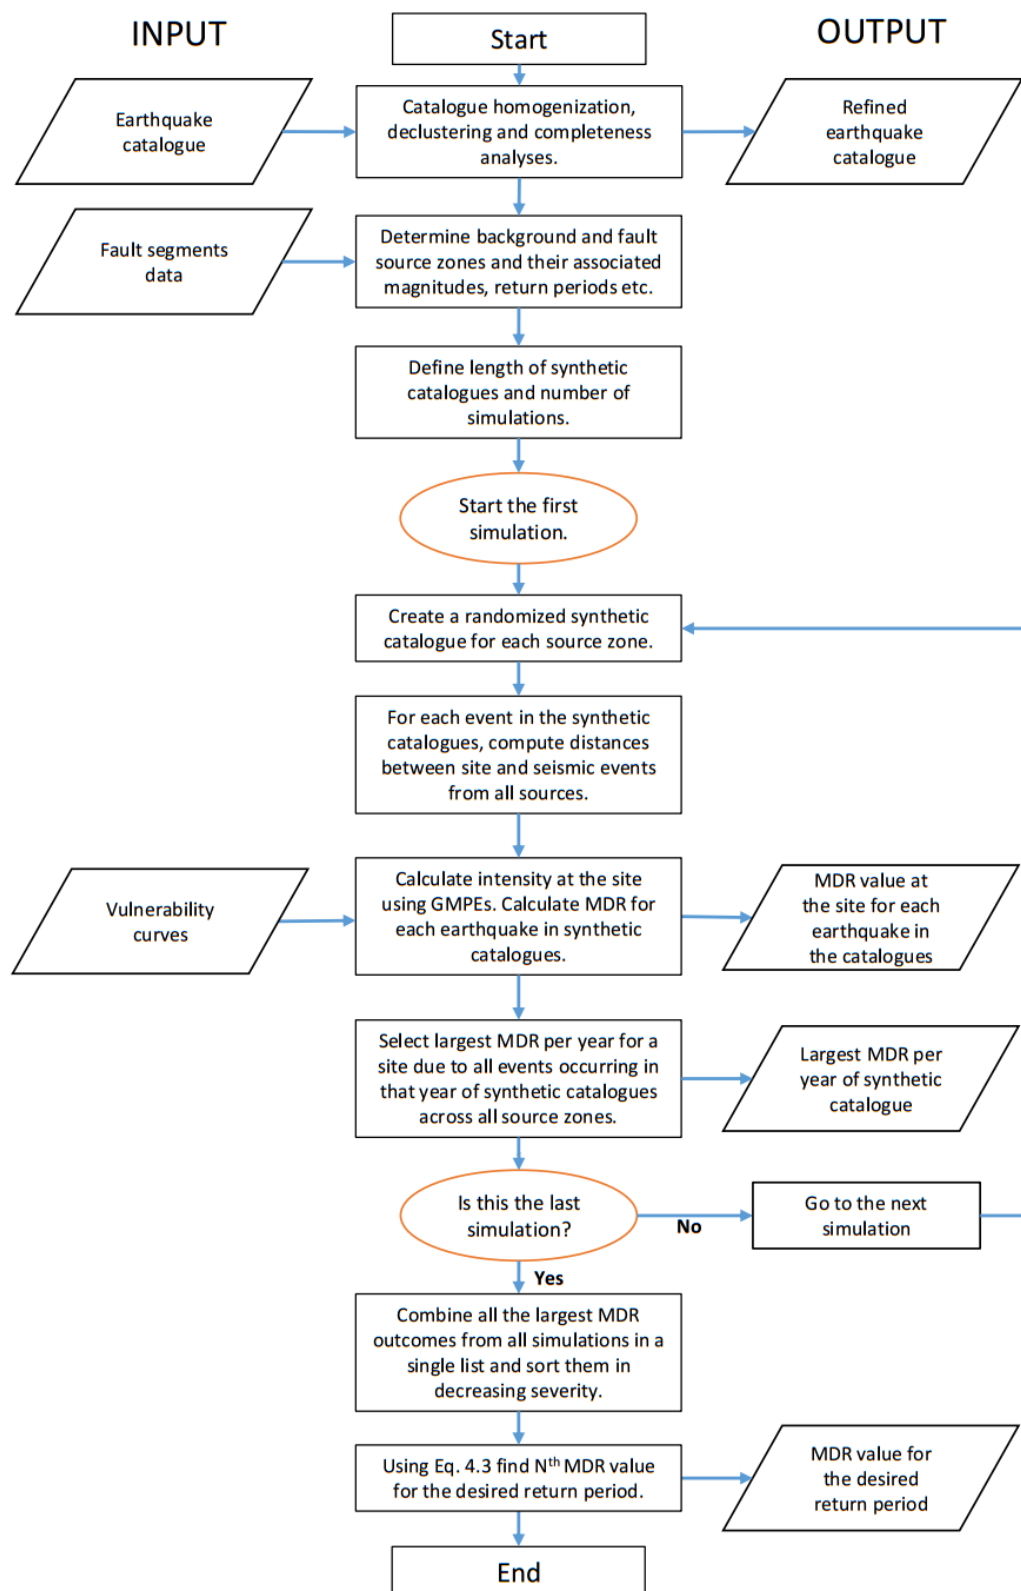 INPUT
Start
OUTPUT
Earthquake
catalogue
Catalogue homogenization,
declustering and completeness
analyses.
Refined
earthquake
catalogue
Fault segments
data
Determine background and fault
source zones and their associated
magnitudes, return periods etc.
Define length of synthetic
catalogues and number of
simulations.
Start the first
simulation.
Create a randomized synthetic
catalogue for each source zone.
For each event in the synthetic
catalogues, compute distances
between site and seismic events
from all sources.
Vulnerability
curves
Calculate intensity at the site
using GMPEs. Calculate MDR for
each earthquake in synthetic
catalogues.
MDR value at
the site for each
earthquake in
the catalogues
Select largest MDR per year for a
site due to all events occurring in
that year of synthetic catalogues
across all source zones.
Largest MDR per
year of synthetic
catalogue
Is this the last
simulation?
No
Go to the next
simulation
Yes
Combine all the largest MDR
outcomes from all simulations in a
single list and sort them in
decreasing severity.
Using Eq. 4.3 find Nth MDR value
for the desired return period.
MDR value for
the desired
return period
End